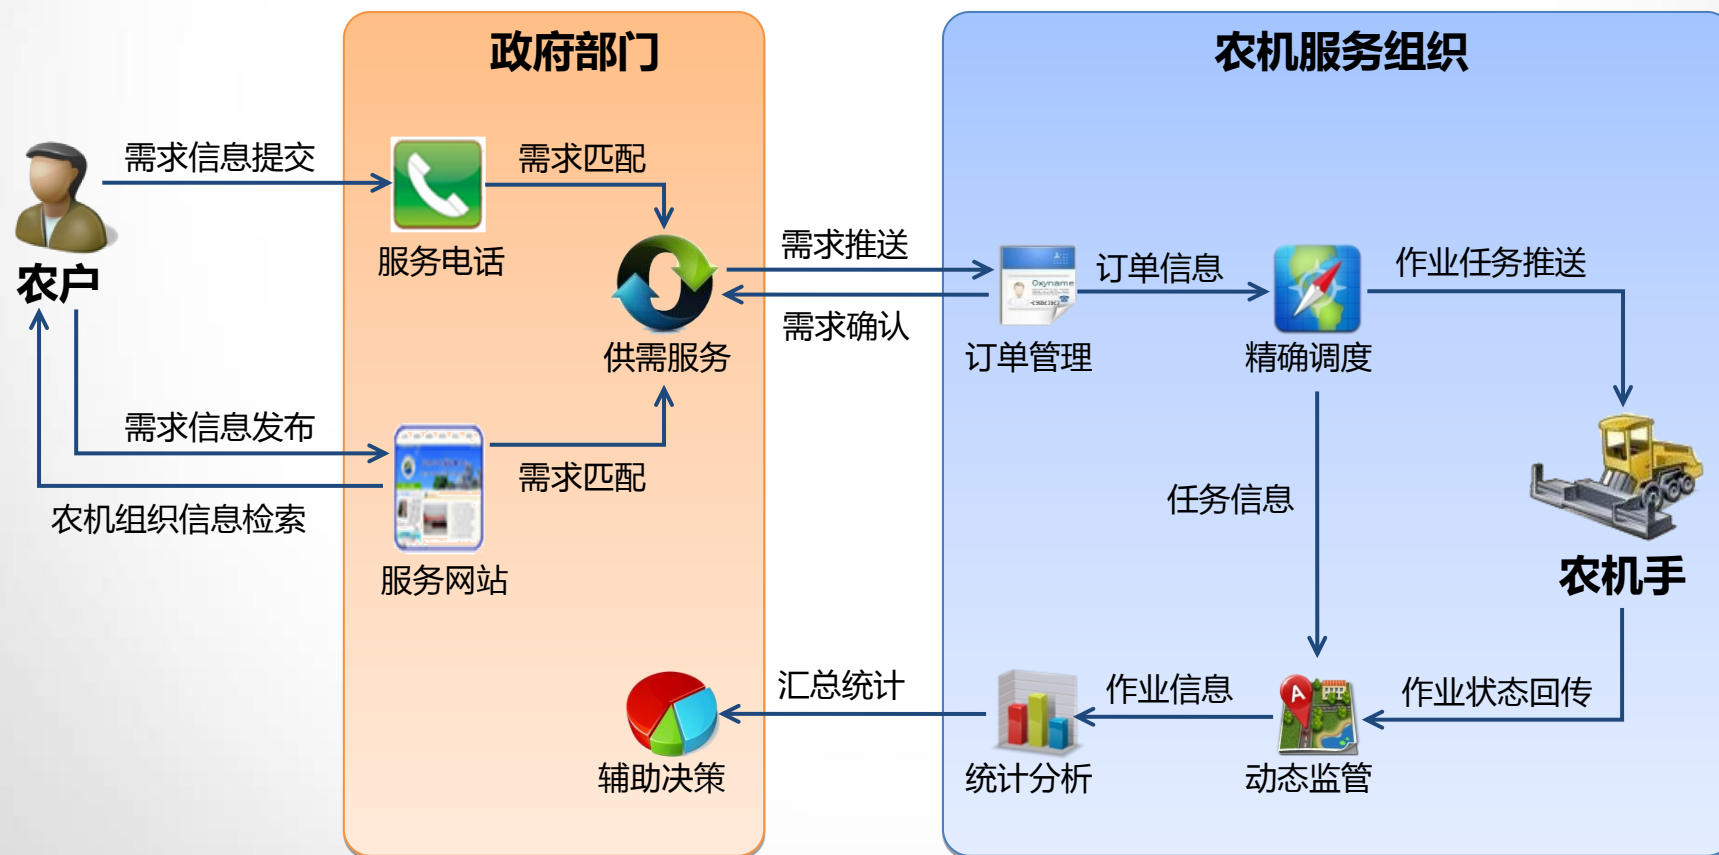 政府部门
农机服务组织
需求信息提交
需求匹配
服务电话
农户
需求推送
订单信息
作业任务推送
Oxyname
需求确认
供需服务
订单管理
精确调度
需求信息发布
需求匹配
农机组织信息检索
任务信息
服务网站
农机手
汇总统计
作业信息
作业状态回传
A
辅助决策
统计分析
动态监管